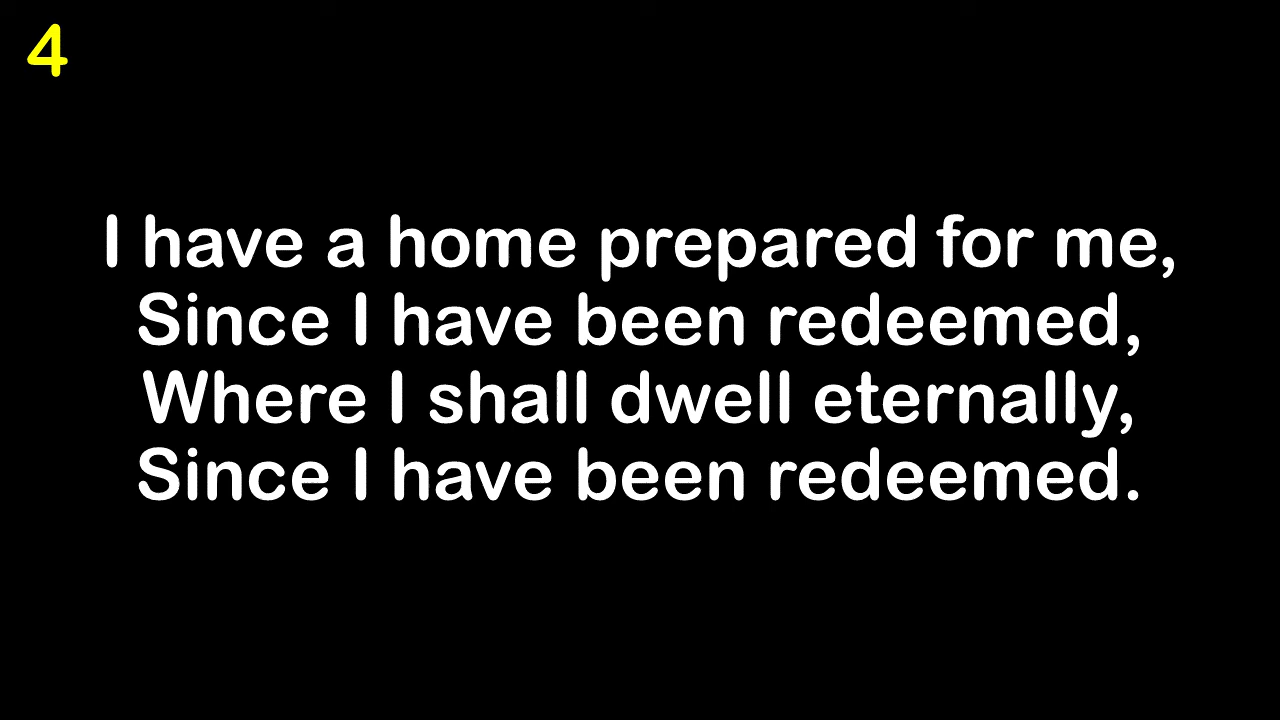 4
I have a home prepared for me,
Since I have been redeemed,
Where I shall dwell eternally,
Since I have been redeemed.